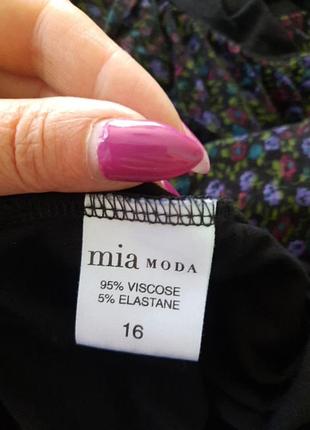 mia MODA
95% VISCOSE
5% ELASTANE
16